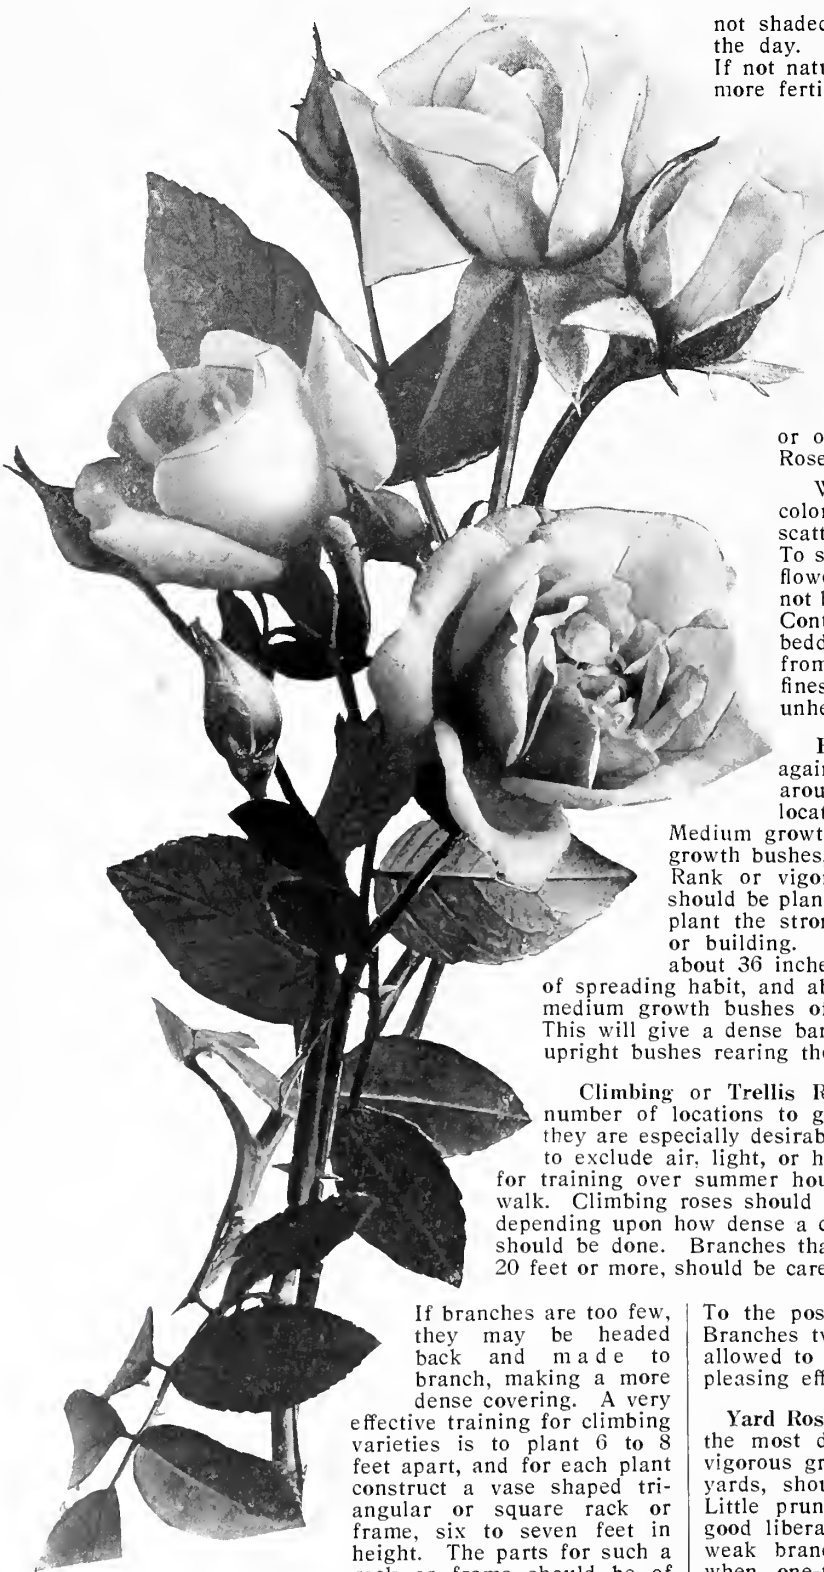 not shaded
the day.
If not natu
more ferti
or o
Rose
colo
scatt
To s
flow
not
Cont
bedd
from
fines
unhe
again
arou
locat
Medium growth
growth bushes.
Rank or vigor
should be plan
plant the stron
or building.
about 36 inche
of spreading habit, and ab
medium growth bushes of
This will give a dense ban
upright bushes rearing the
Climbing or Trellis R
number of locations to g
they are especially desirab
to exclude air, light, or h
for training over summer hou
walk. Climbing roses should
depending upon how dense a c
should be done. Branches tha
20 feet or more, should be care
If branches are too few,
they may be headed
back and made to
branch, making a more
dense covering. A very
effective training for climbing
varieties is to plant 6 to 8
feet apart, and for each plant
construct a vase shaped tri-
angular or square rack or
frame, six to seven feet in
height. The parts for such a
To the pos
Branches tw
allowed to
pleasing eff
Yard Ros
the most d
vigorous gr
yards, shou
Little prun
good libera
weak bran